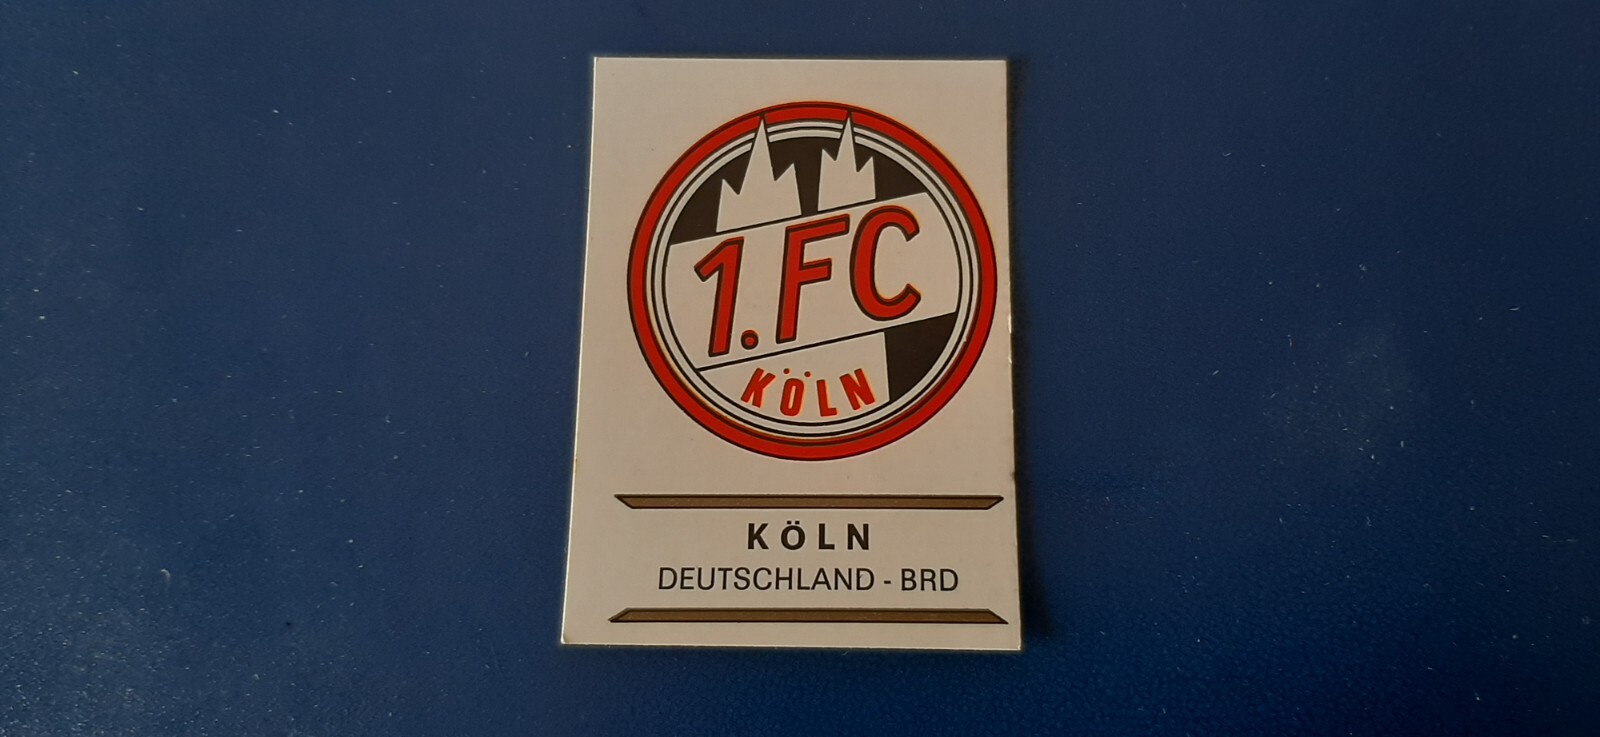 1.FC
KÖLN
KÖLN
DEUTSCHLAND - BRD